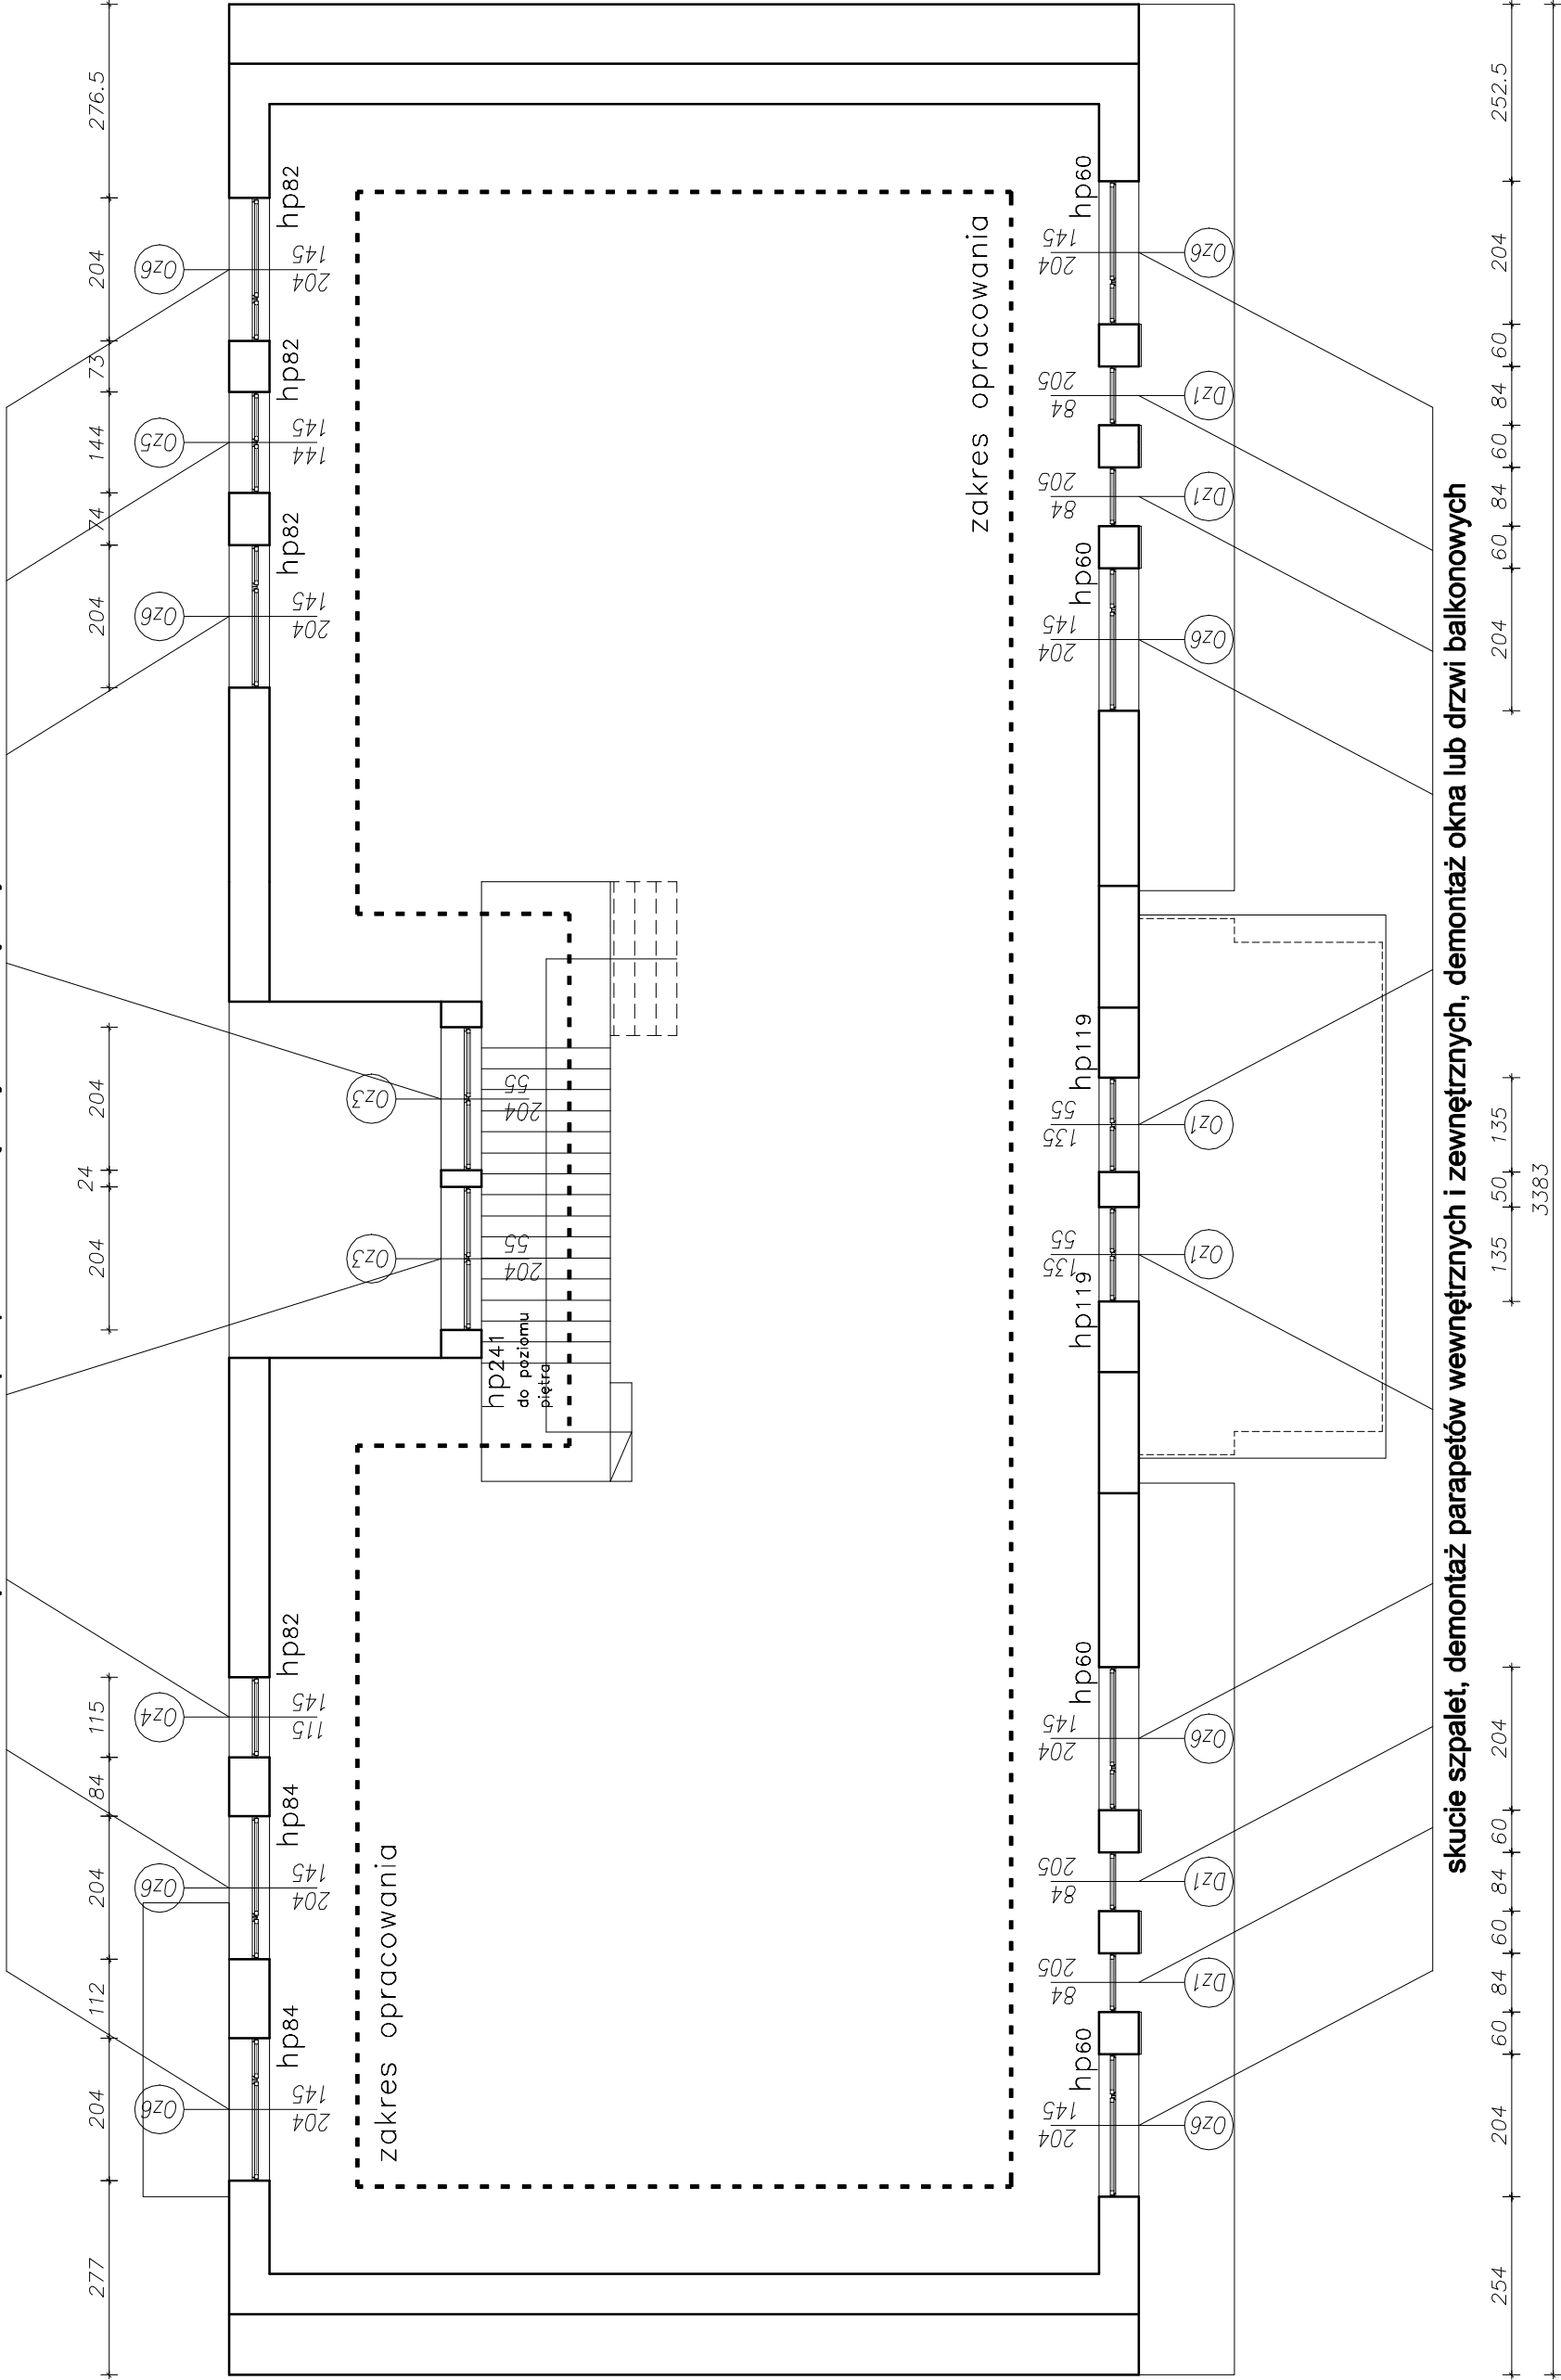 276.5
204
73
144
74
204
204
24
204
115
84
204
112
204
277
Oz6
Oz5
Oz6
Oz3
Oz3
Oz4
Oz6
Oz6
hp82
145
204
hp82
145
144
hp82
145
204
55
204
55
204
hp241
do poziomu
piętra
hp82
145
115
hp84
145
204
hp84
145
204
zakres opracowania
zakres opracowania
hp60
145
204
205
84
205
84
hp60
145
204
hp119
55
135
55
135
hp119
hp60
145
204
205
84
205
84
hp60
145
204
Oz6
Dz1
Dz1
Oz6
Oz1
Oz1
Oz6
Dz1
Dz1
Oz6
skucie szpalet, demontaż parapetów wewnętrznych i zewnętrznych, demontaż okna lub drzwi balkonowych
252.5
204
60
84
60
84
60
204
135
50
135
204
60
84
60
84
60
204
254
3383